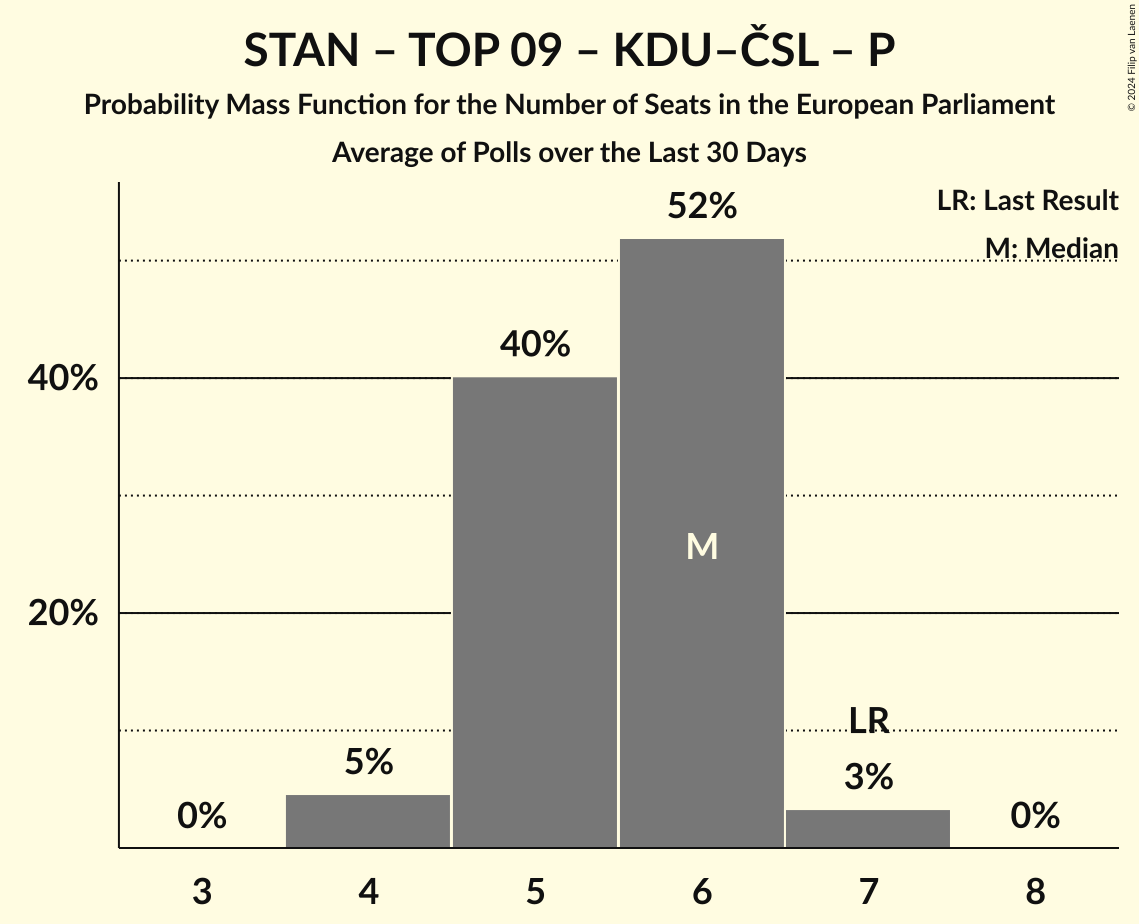 STAN – TOP 09 – KDU–ČSL – P
Probability Mass Function for the Number of Seats in the European Parliament
Average of Polls over the Last 30 Days
© 2024 Filip van Laenen
LR: Last Result
M: Median
52%
40%
40%
M
20%
LR
5%
3%
0%
0%
3 4 5 6 7 8